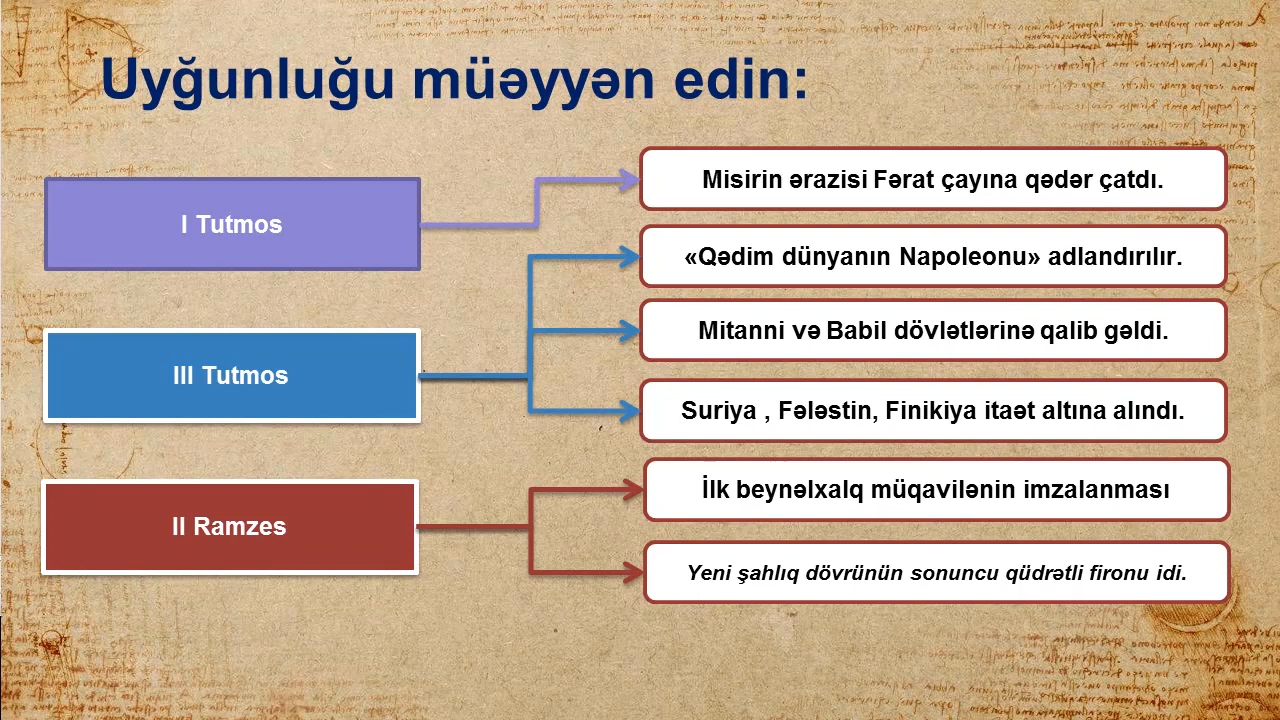 Uyğunluğu müəyyən edin:
I Tutmos
Misirin ərazisi Fərat çayına qədər çatdı.
III Tutmos
«Qədim dünyanın Napoleonu» adlandırılır.
Mitanni və Babil dövlətlərinə qalib gəldi.
Suriya , Fələstin, Finikiya itaət altına alındı.
II Ramzes
İlk beynəlxalq müqavilənin imzalanması
Yeni şahlıq dövrünün sonuncu qüdrətli fironu idi.